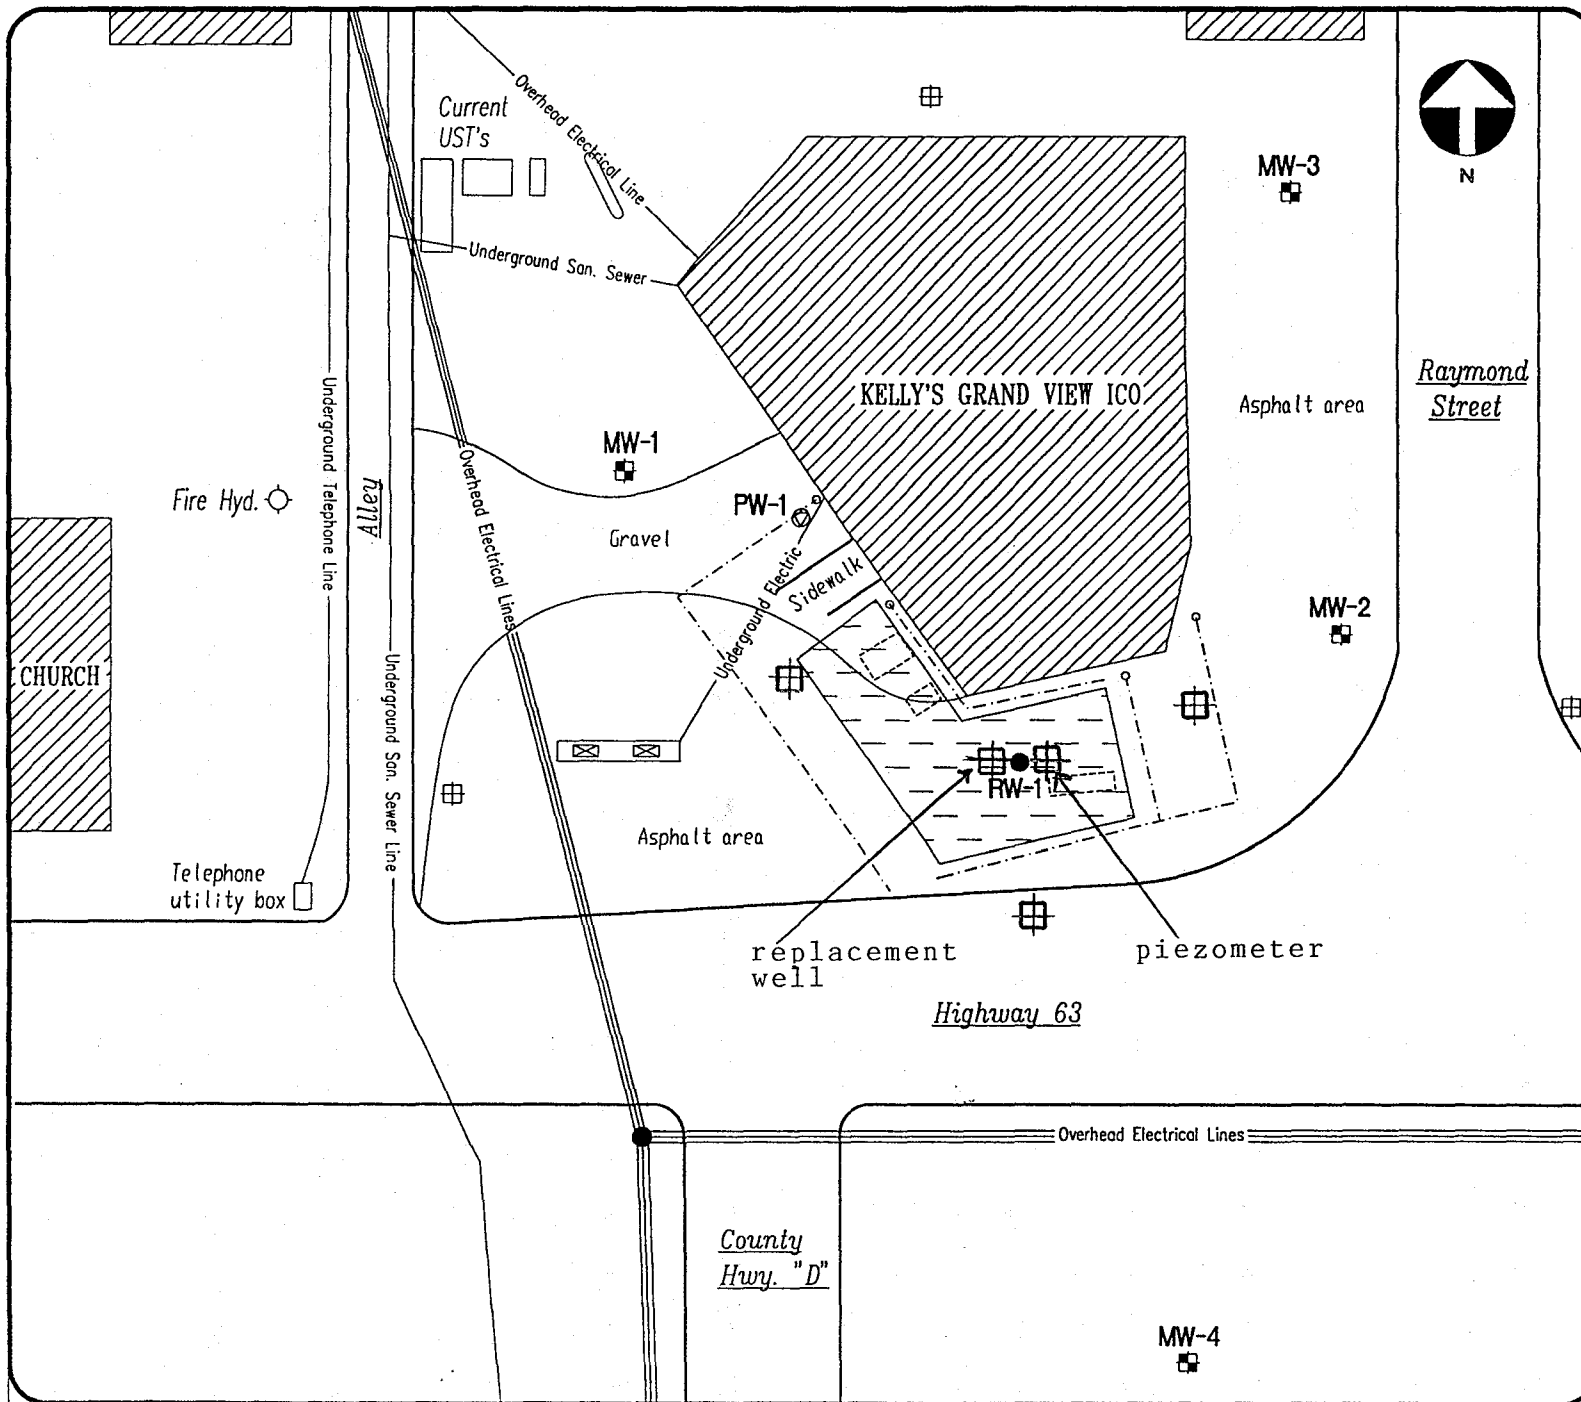 Current
UST's
Overhead Electrical Line
MW-3
N
Underground San. Sewer
KELLY'S GRAND VIEW ICO
Asphalt area
Raymond
Street
Underground Telephone Line
Alley
Overhead Electrical Lines
MW-1
Fire Hyd.
PW-1
Gravel
Underground Electric
Sidewalk
MW-2
CHURCH
Underground San. Sewer Line
RW-1
Asphalt area
Telephone
utility box
replacement
well
piezometer
Highway 63
Overhead Electrical Lines
County
Hwy. "D"
MW-4